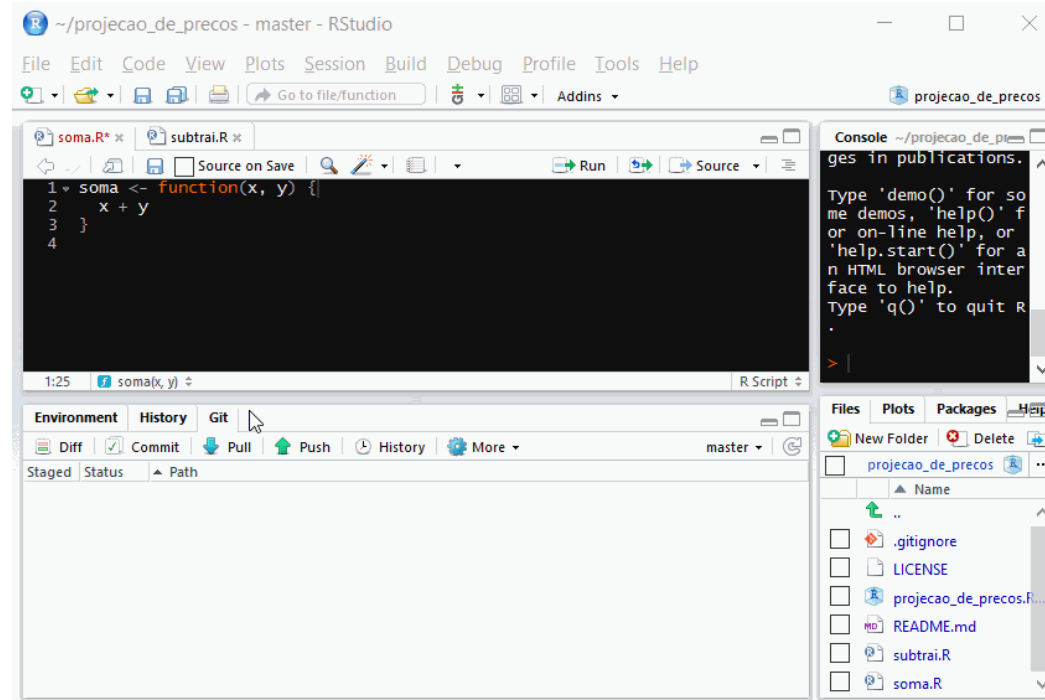 ~/projecao_de_precos - master - RStudio
File Edit Code View Plots Session Build Debug Profile Tools Help
Go to file/function Addins projecao_de_precos
soma.R* subtrai.R
Source on Save Run Source
1 soma <- function(x, y) {
2 x + y
3 }
4
1:25 soma(x, y) R Script
Console ~/projecao_de_pr
ges in publications.
Type 'demo()' for so
me demos, 'help()' f
or on-line help, or
'help.start()' for a
n HTML browser inter
face to help.
Type 'q()' to quit R
.
>
Environment History Git
Diff Commit Pull Push History More master
Staged Status Path
Files Plots Packages Help
New Folder Delete
projecao_de_precos ...
Name
..
.gitignore
LICENSE
projecao_de_precos.R...
README.md
subtrai.R
soma.R